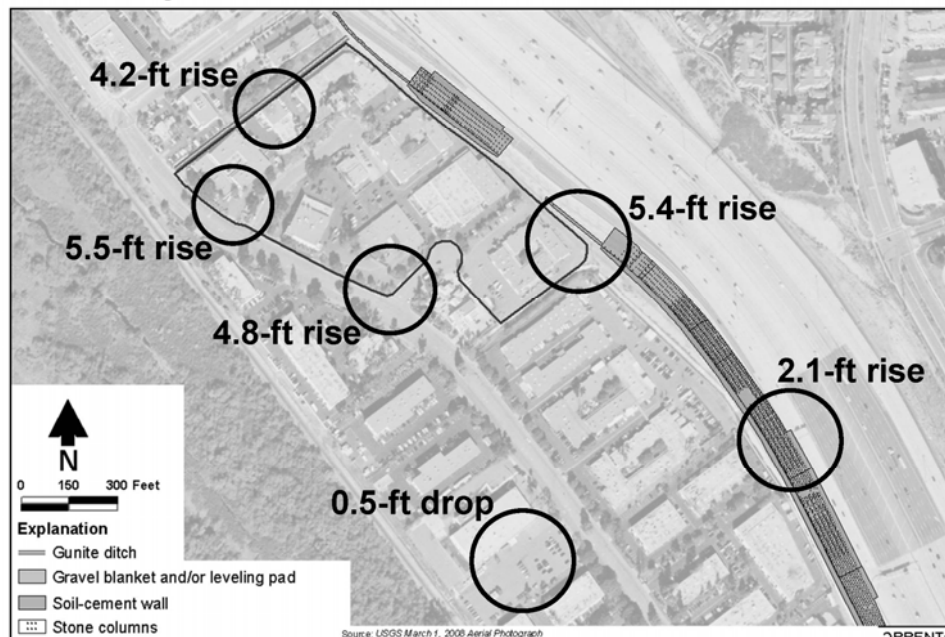 4.2-ft rise
5.4-ft rise
5.5-ft rise
4.8-ft rise
2.1-ft rise
0.5-ft drop
N
0 150 300 Feet
Explanation
Gunite ditch
Gravel blanket and/or leveling pad
Soil-cement wall
Stone columns
Source: USGS March 1, 2008 Aerial Photograph